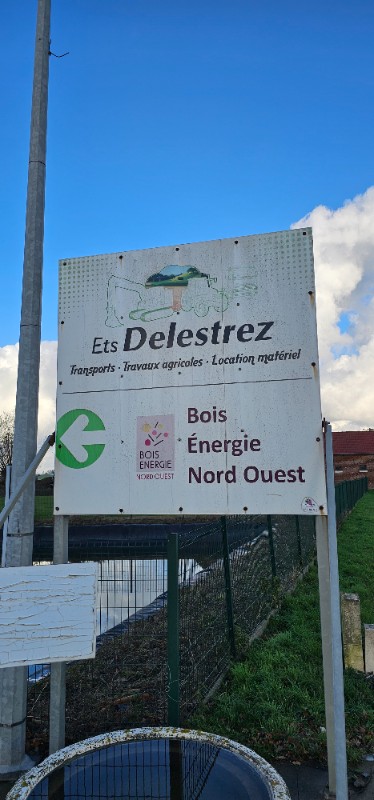 Ets Delestrez
Transports · Travaux agricoles · Location matériel
BOIS
ENERGIE
NORD OUEST
Bois
Énergie
Nord Ouest